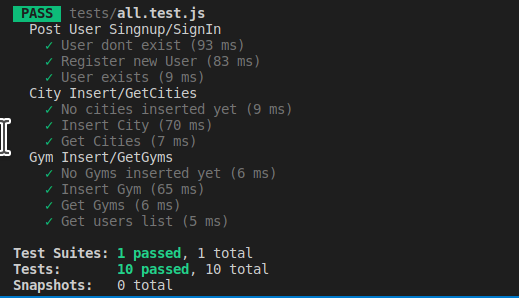 PASS tests/all.test.js
Post User Singnup/SignIn
✓ User dont exist (93 ms)
✓ Register new User (83 ms)
✓ User exists (9 ms)
City Insert/GetCities
✓ No cities inserted yet (9 ms)
✓ Insert City (70 ms)
✓ Get Cities (7 ms)
Gym Insert/GetGyms
✓ No Gyms inserted yet (6 ms)
✓ Insert Gym (65 ms)
✓ Get Gyms (6 ms)
✓ Get users list (5 ms)
Test Suites: 1 passed, 1 total
Tests: 10 passed, 10 total
Snapshots: 0 total